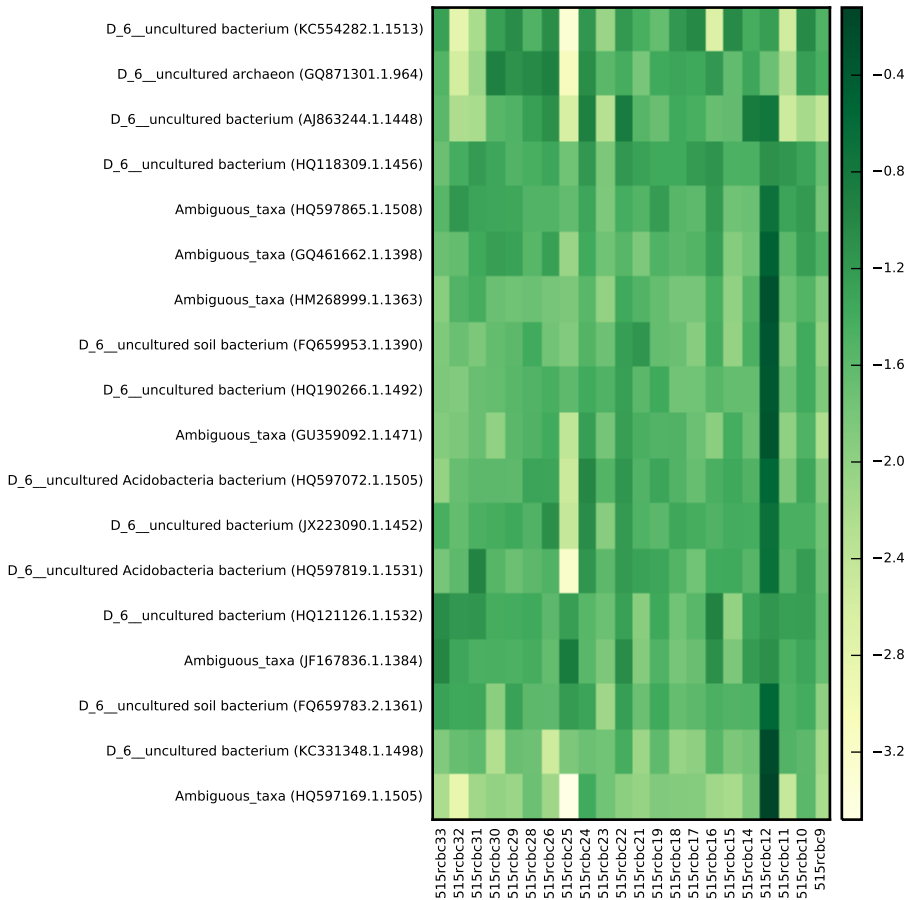 D_6__uncultured bacterium (KC554282.1.1513)
D_6__uncultured archaeon (GQ871301.1.964)
D_6__uncultured bacterium (AJ863244.1.1448)
D_6__uncultured bacterium (HQ118309.1.1456)
Ambiguous_taxa (HQ597865.1.1508)
Ambiguous_taxa (GQ461662.1.1398)
Ambiguous_taxa (HM268999.1.1363)
D_6__uncultured soil bacterium (FQ659953.1.1390)
D_6__uncultured bacterium (HQ190266.1.1492)
Ambiguous_taxa (GU359092.1.1471)
D_6__uncultured Acidobacteria bacterium (HQ597072.1.1505)
D_6__uncultured bacterium (JX223090.1.1452)
D_6__uncultured Acidobacteria bacterium (HQ597819.1.1531)
D_6__uncultured bacterium (HQ121126.1.1532)
Ambiguous_taxa (JF167836.1.1384)
D_6__uncultured soil bacterium (FQ659783.2.1361)
D_6__uncultured bacterium (KC331348.1.1498)
Ambiguous_taxa (HQ597169.1.1505)
515rcbc33
515rcbc32
515rcbc31
515rcbc30
515rcbc29
515rcbc28
515rcbc26
515rcbc25
515rcbc24
515rcbc23
515rcbc22
515rcbc21
515rcbc19
515rcbc18
515rcbc17
515rcbc16
515rcbc15
515rcbc14
515rcbc12
515rcbc11
515rcbc10
515rcbc9
−0.4
−0.8
−1.2
−1.6
−2.0
−2.4
−2.8
−3.2